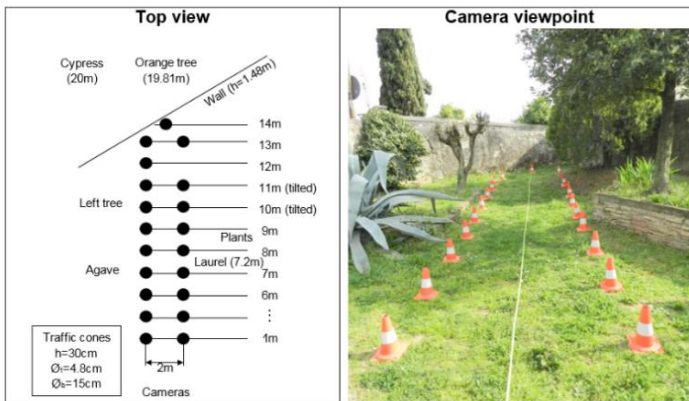 Top view
Camera viewpoint
Cypress
(20m)
Orange tree
(19.81m)
Wall (h=1.48m)
14m
13m
12m
Left tree
11m (tilted)
10m (tilted)
9m
Plants
8m
Laurel (7.2m)
Agave
7m
6m
⋮
1m
Traffic cones
h=30cm
Ø₁=4.8cm
Øb=15cm
2m
Cameras